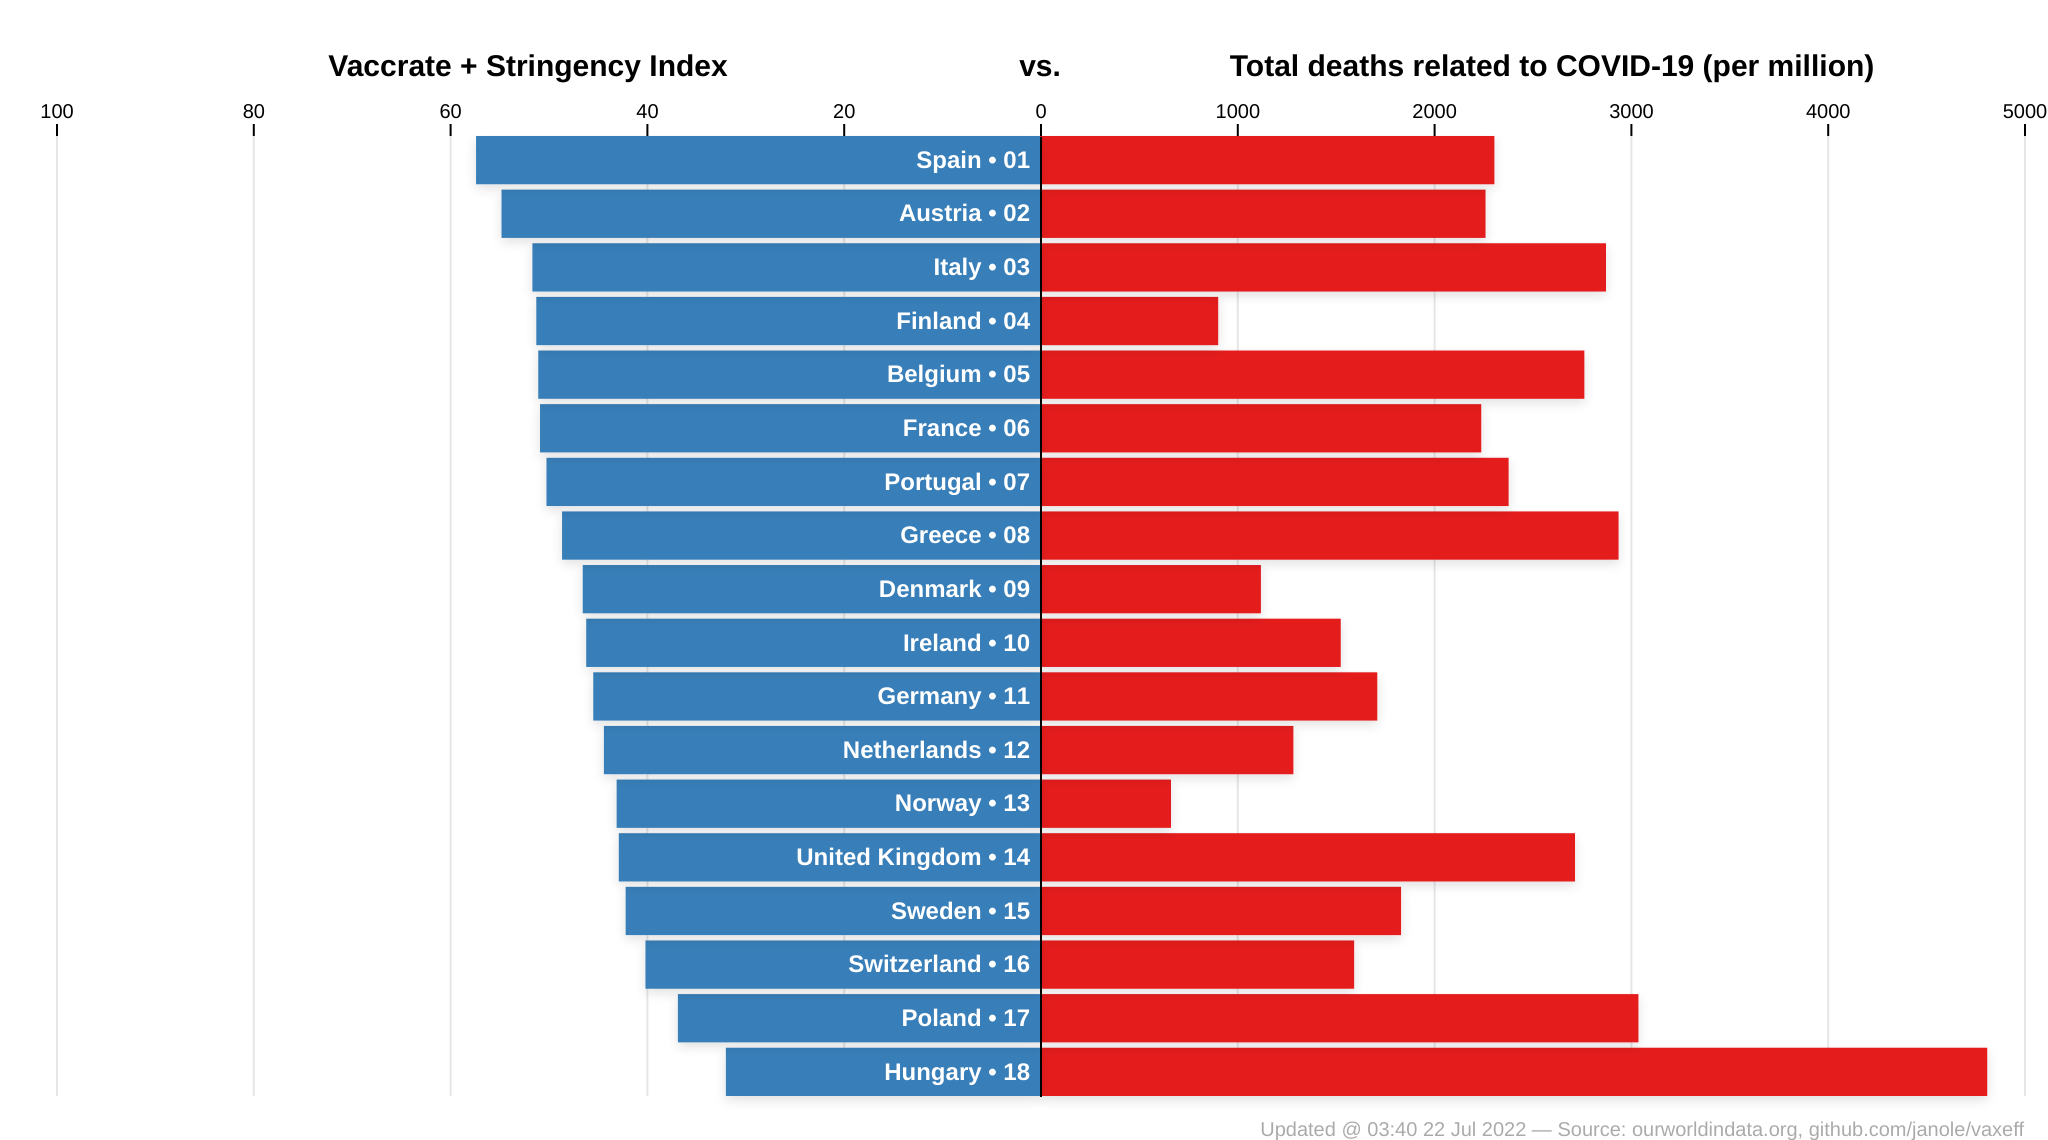 Vaccrate + Stringency Index vs. Total deaths related to COVID-19 (per million)
100 80 60 40 20 0 1000 2000 3000 4000 5000
Spain • 01
Austria • 02
Italy • 03
Finland • 04
Belgium • 05
France • 06
Portugal • 07
Greece • 08
Denmark • 09
Ireland • 10
Germany • 11
Netherlands • 12
Norway • 13
United Kingdom • 14
Sweden • 15
Switzerland • 16
Poland • 17
Hungary • 18
Updated @ 03:40 22 Jul 2022 — Source: ourworldindata.org, github.com/janole/vaxeff